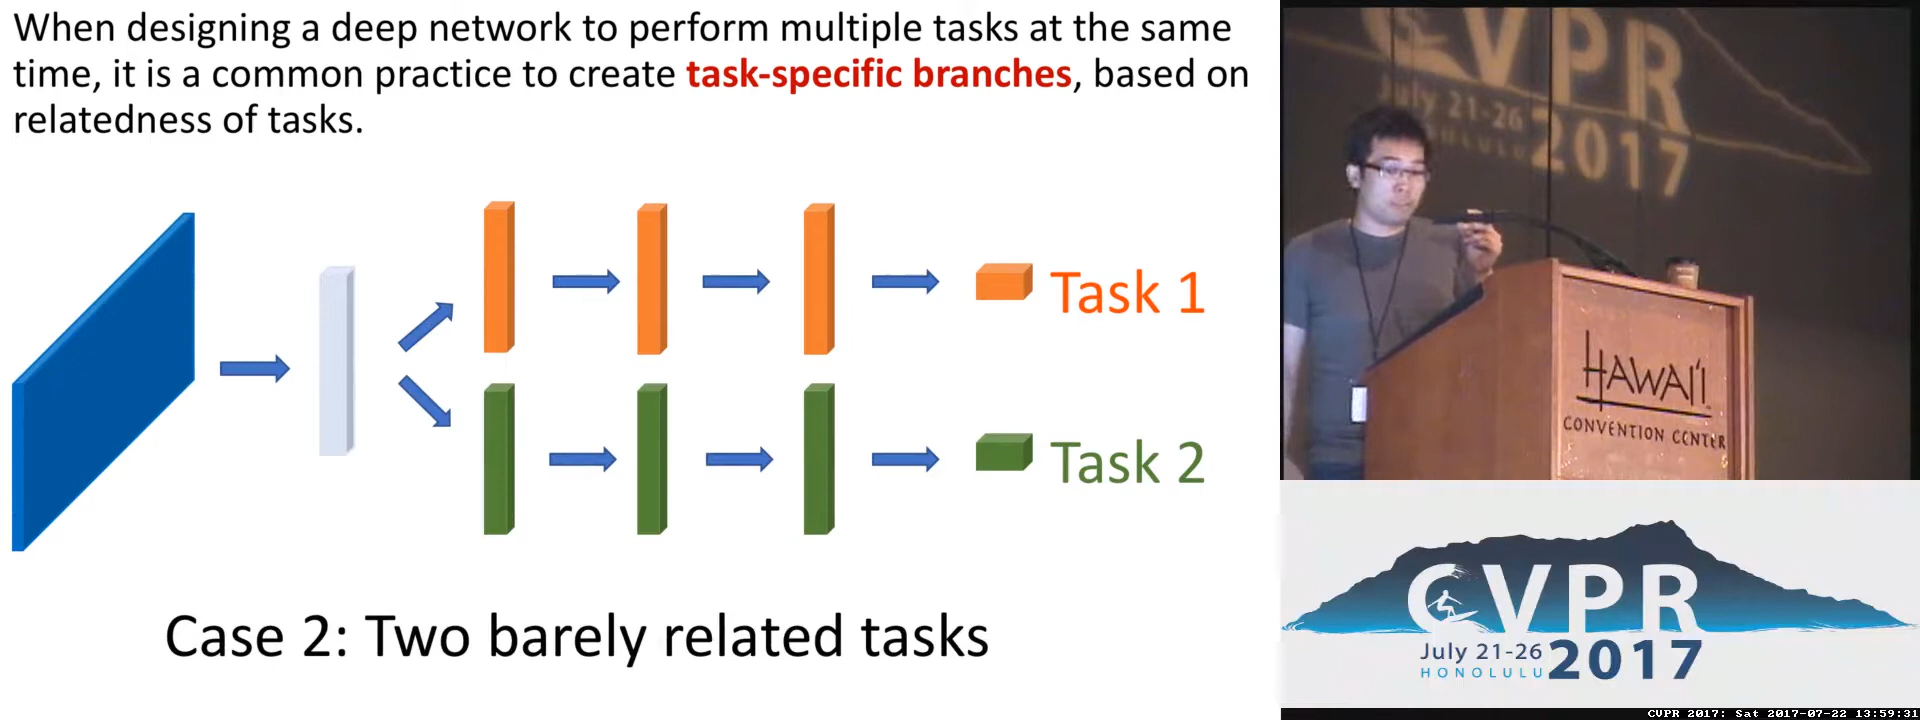 When designing a deep network to perform multiple tasks at the same
time, it is a common practice to create task-specific branches, based on
relatedness of tasks.
Task 1
Task 2
Case 2: Two barely related tasks
CVPR
July 21-26
HONOLULU
2017
HAWAI'I
CONVENTION CENTER
CVPR
July 21-26
HONOLULU
2017
CVPR 2017: Sat 2017-07-22 13:59:31